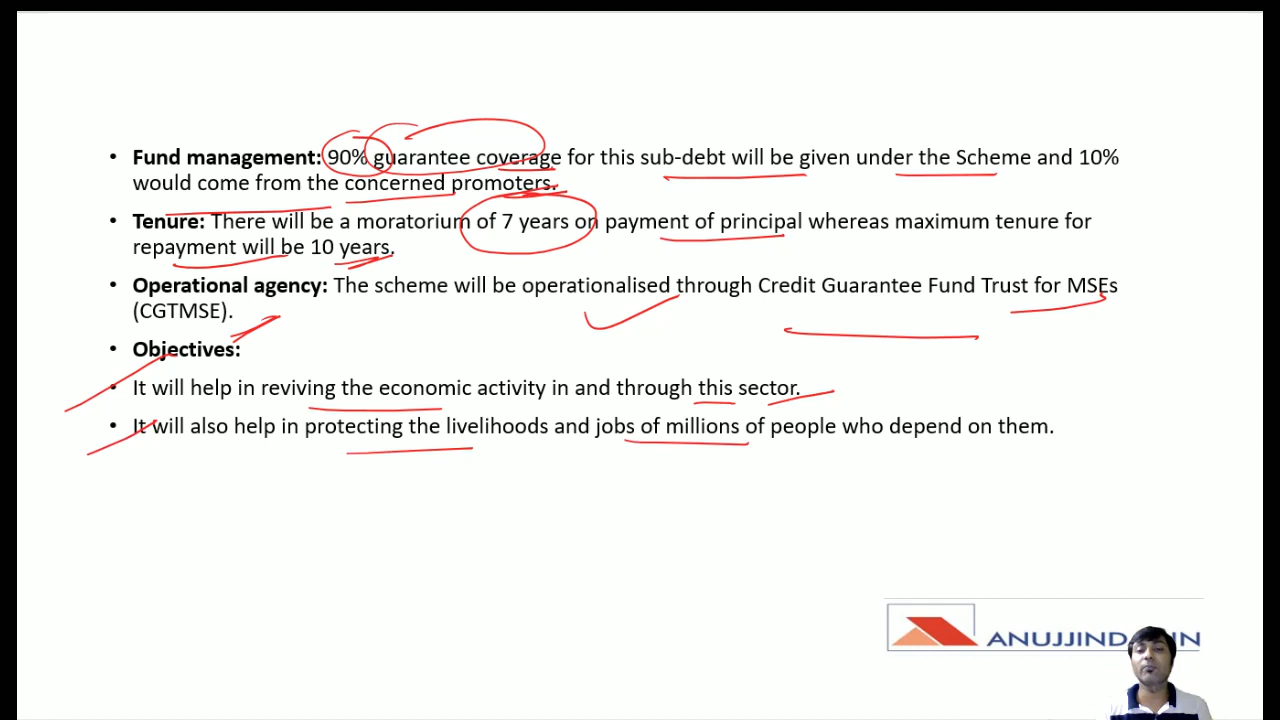 • Fund management: 90% guarantee coverage for this sub-debt will be given under the Scheme and 10%
would come from the concerned promoters.
• Tenure: There will be a moratorium of 7 years on payment of principal whereas maximum tenure for
repayment will be 10 years.
• Operational agency: The scheme will be operationalised through Credit Guarantee Fund Trust for MSEs
(CGTMSE).
• Objectives:
• It will help in reviving the economic activity in and through this sector.
• It will also help in protecting the livelihoods and jobs of millions of people who depend on them.